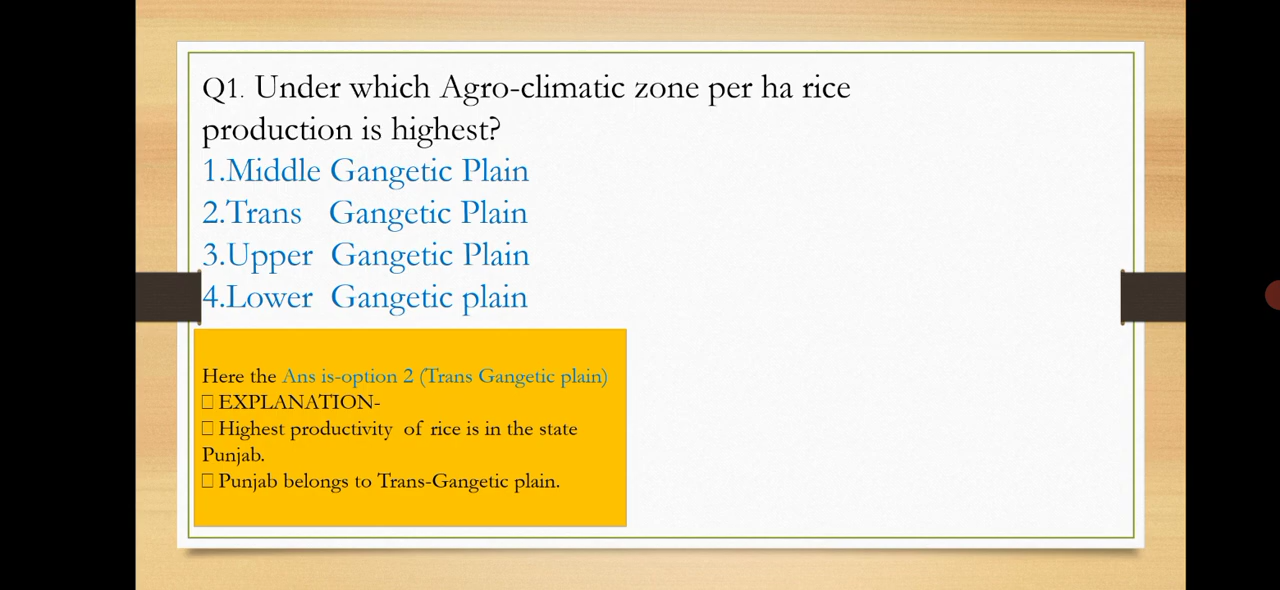 Q1. Under which Agro-climatic zone per ha rice
production is highest?
1.Middle Gangetic Plain
2.Trans Gangetic Plain
3.Upper Gangetic Plain
4.Lower Gangetic plain
Here the Ans is-option 2 (Trans Gangetic plain)
□ EXPLANATION-
□ Highest productivity of rice is in the state
Punjab.
□ Punjab belongs to Trans-Gangetic plain.